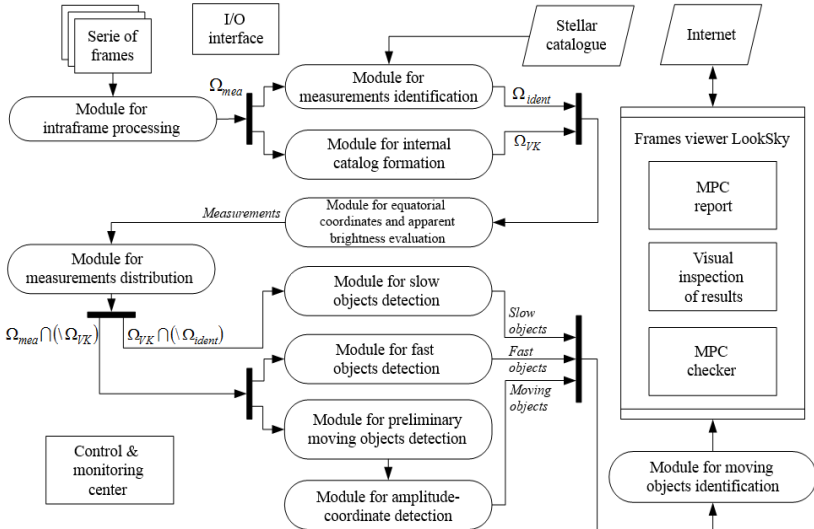 Serie of
frames
I/O
interface
Stellar
catalogue
Internet
Module for
intraframe processing
Ω_mea
Module for
measurements identification
Ω_ident
Module for internal
catalog formation
Ω_VK
Frames viewer LookSky
MPC
report
Visual
inspection
of results
MPC
checker
Measurements
Module for equatorial
coordinates and apparent
brightness evaluation
Module for
measurements distribution
Ω_mea ⋂(\Ω_VK)
Ω_VK ⋂(\Ω_ident)
Module for slow
objects detection
Slow
objects
Module for fast
objects detection
Fast
objects
Moving
objects
Module for preliminary
moving objects detection
Control &
monitoring
center
Module for amplitude-
coordinate detection
Module for moving
objects identification